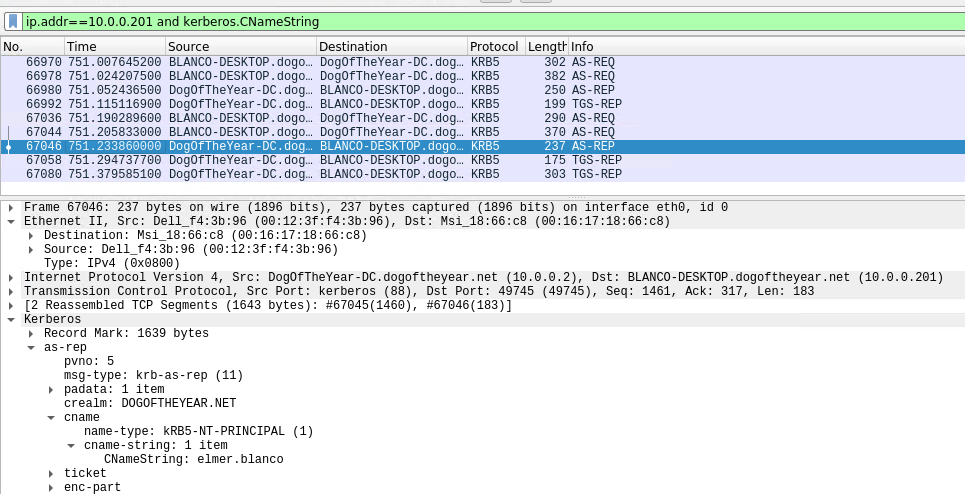 ip.addr==10.0.0.201 and kerberos.CNameString
No. Time Source Destination Protocol Length Info
66970 751.007645200 BLANCO-DESKTOP.dogo… DogOfTheYear-DC.dog… KRB5 302 AS-REQ
66978 751.024207500 BLANCO-DESKTOP.dogo… DogOfTheYear-DC.dog… KRB5 382 AS-REQ
66980 751.052436500 DogOfTheYear-DC.dog… BLANCO-DESKTOP.dogo… KRB5 250 AS-REP
66992 751.115116900 DogOfTheYear-DC.dog… BLANCO-DESKTOP.dogo… KRB5 199 TGS-REP
67036 751.190289600 BLANCO-DESKTOP.dogo… DogOfTheYear-DC.dog… KRB5 290 AS-REQ
67044 751.205833000 BLANCO-DESKTOP.dogo… DogOfTheYear-DC.dog… KRB5 370 AS-REQ
67046 751.233860000 DogOfTheYear-DC.dog… BLANCO-DESKTOP.dogo… KRB5 237 AS-REP
67058 751.294737700 DogOfTheYear-DC.dog… BLANCO-DESKTOP.dogo… KRB5 175 TGS-REP
67080 751.379585100 DogOfTheYear-DC.dog… BLANCO-DESKTOP.dogo… KRB5 303 TGS-REP
Frame 67046: 237 bytes on wire (1896 bits), 237 bytes captured (1896 bits) on interface eth0, id 0
Ethernet II, Src: Dell_f4:3b:96 (00:12:3f:f4:3b:96), Dst: Msi_18:66:c8 (00:16:17:18:66:c8)
Destination: Msi_18:66:c8 (00:16:17:18:66:c8)
Source: Dell_f4:3b:96 (00:12:3f:f4:3b:96)
Type: IPv4 (0x0800)
Internet Protocol Version 4, Src: DogOfTheYear-DC.dogoftheyear.net (10.0.0.2), Dst: BLANCO-DESKTOP.dogoftheyear.net (10.0.0.201)
Transmission Control Protocol, Src Port: kerberos (88), Dst Port: 49745 (49745), Seq: 1461, Ack: 317, Len: 183
[2 Reassembled TCP Segments (1643 bytes): #67045(1460), #67046(183)]
Kerberos
Record Mark: 1639 bytes
as-rep
pvno: 5
msg-type: krb-as-rep (11)
padata: 1 item
crealm: DOGOFTHEYEAR.NET
cname
name-type: kRB5-NT-PRINCIPAL (1)
cname-string: 1 item
CNameString: elmer.blanco
ticket
enc-part